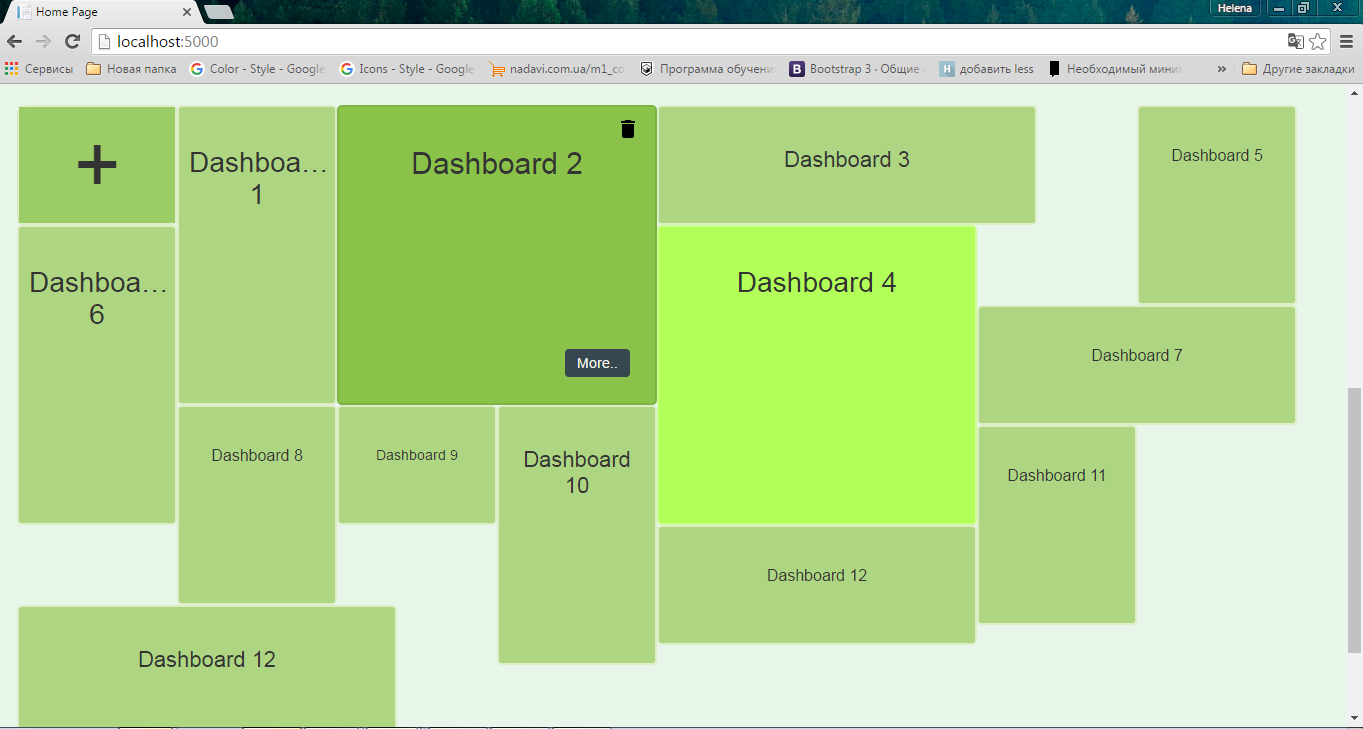 Home Page
Helena
localhost:5000
Сервисы
Новая папка
Color - Style - Google
Icons - Style - Google
nadavi.com.ua/m1_co
Программа обучени
Bootstrap 3 · Общие
добавить less
Необходимый мини
»
Другие закладки
+
Dashboa…
1
Dashboard 2
More..
Dashboard 3
Dashboard 5
Dashboa…
6
Dashboard 4
Dashboard 7
Dashboard 8
Dashboard 9
Dashboard
10
Dashboard 11
Dashboard 12
Dashboard 12